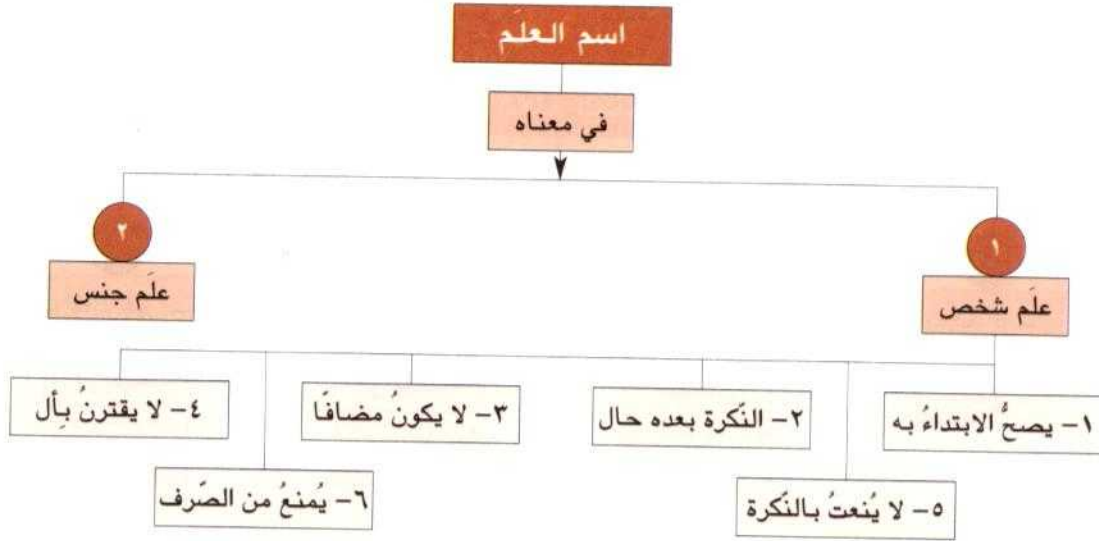 اسم العلَم
في معناه
١
علَم شخص
٢
علَم جنس
١- يصحُّ الابتداءُ به
٢- النّكرة بعده حال
٣- لا يكونُ مضافًا
٤- لا يقترنُ بِأل
٥- لا يُنعتُ بالنّكرة
٦- يُمنعُ من الصّرف